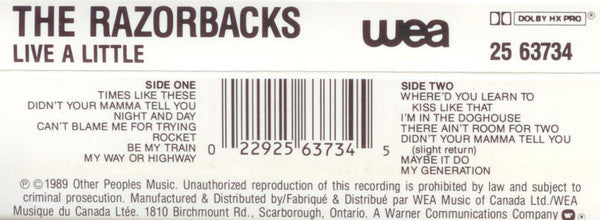 THE RAZORBACKS
LIVE A LITTLE
wea
DOLBY HX PRO ®
25 63734
SIDE ONE
TIMES LIKE THESE
DIDN'T YOUR MAMMA TELL YOU
NIGHT AND DAY
CAN'T BLAME ME FOR TRYING
ROCKET
BE MY TRAIN
MY WAY OR HIGHWAY
0 22925 63734 5
SIDE TWO
WHERE'D YOU LEARN TO
KISS LIKE THAT
I'M IN THE DOGHOUSE
THERE AIN'T ROOM FOR TWO
DIDN'T YOUR MAMMA TELL YOU
(slight return)
MAYBE IT DO
MY GENERATION
℗ © 1989 Other Peoples Music. Unauthorized reproduction of this recording is prohibited by law and subject to
criminal prosecution. Manufactured & Distributed by/Fabriqué & Distribué par WEA Music of Canada Ltd./WEA
Musique du Canada Ltée. 1810 Birchmount Rd., Scarborough, Ontario. A Warner Communications Company ®